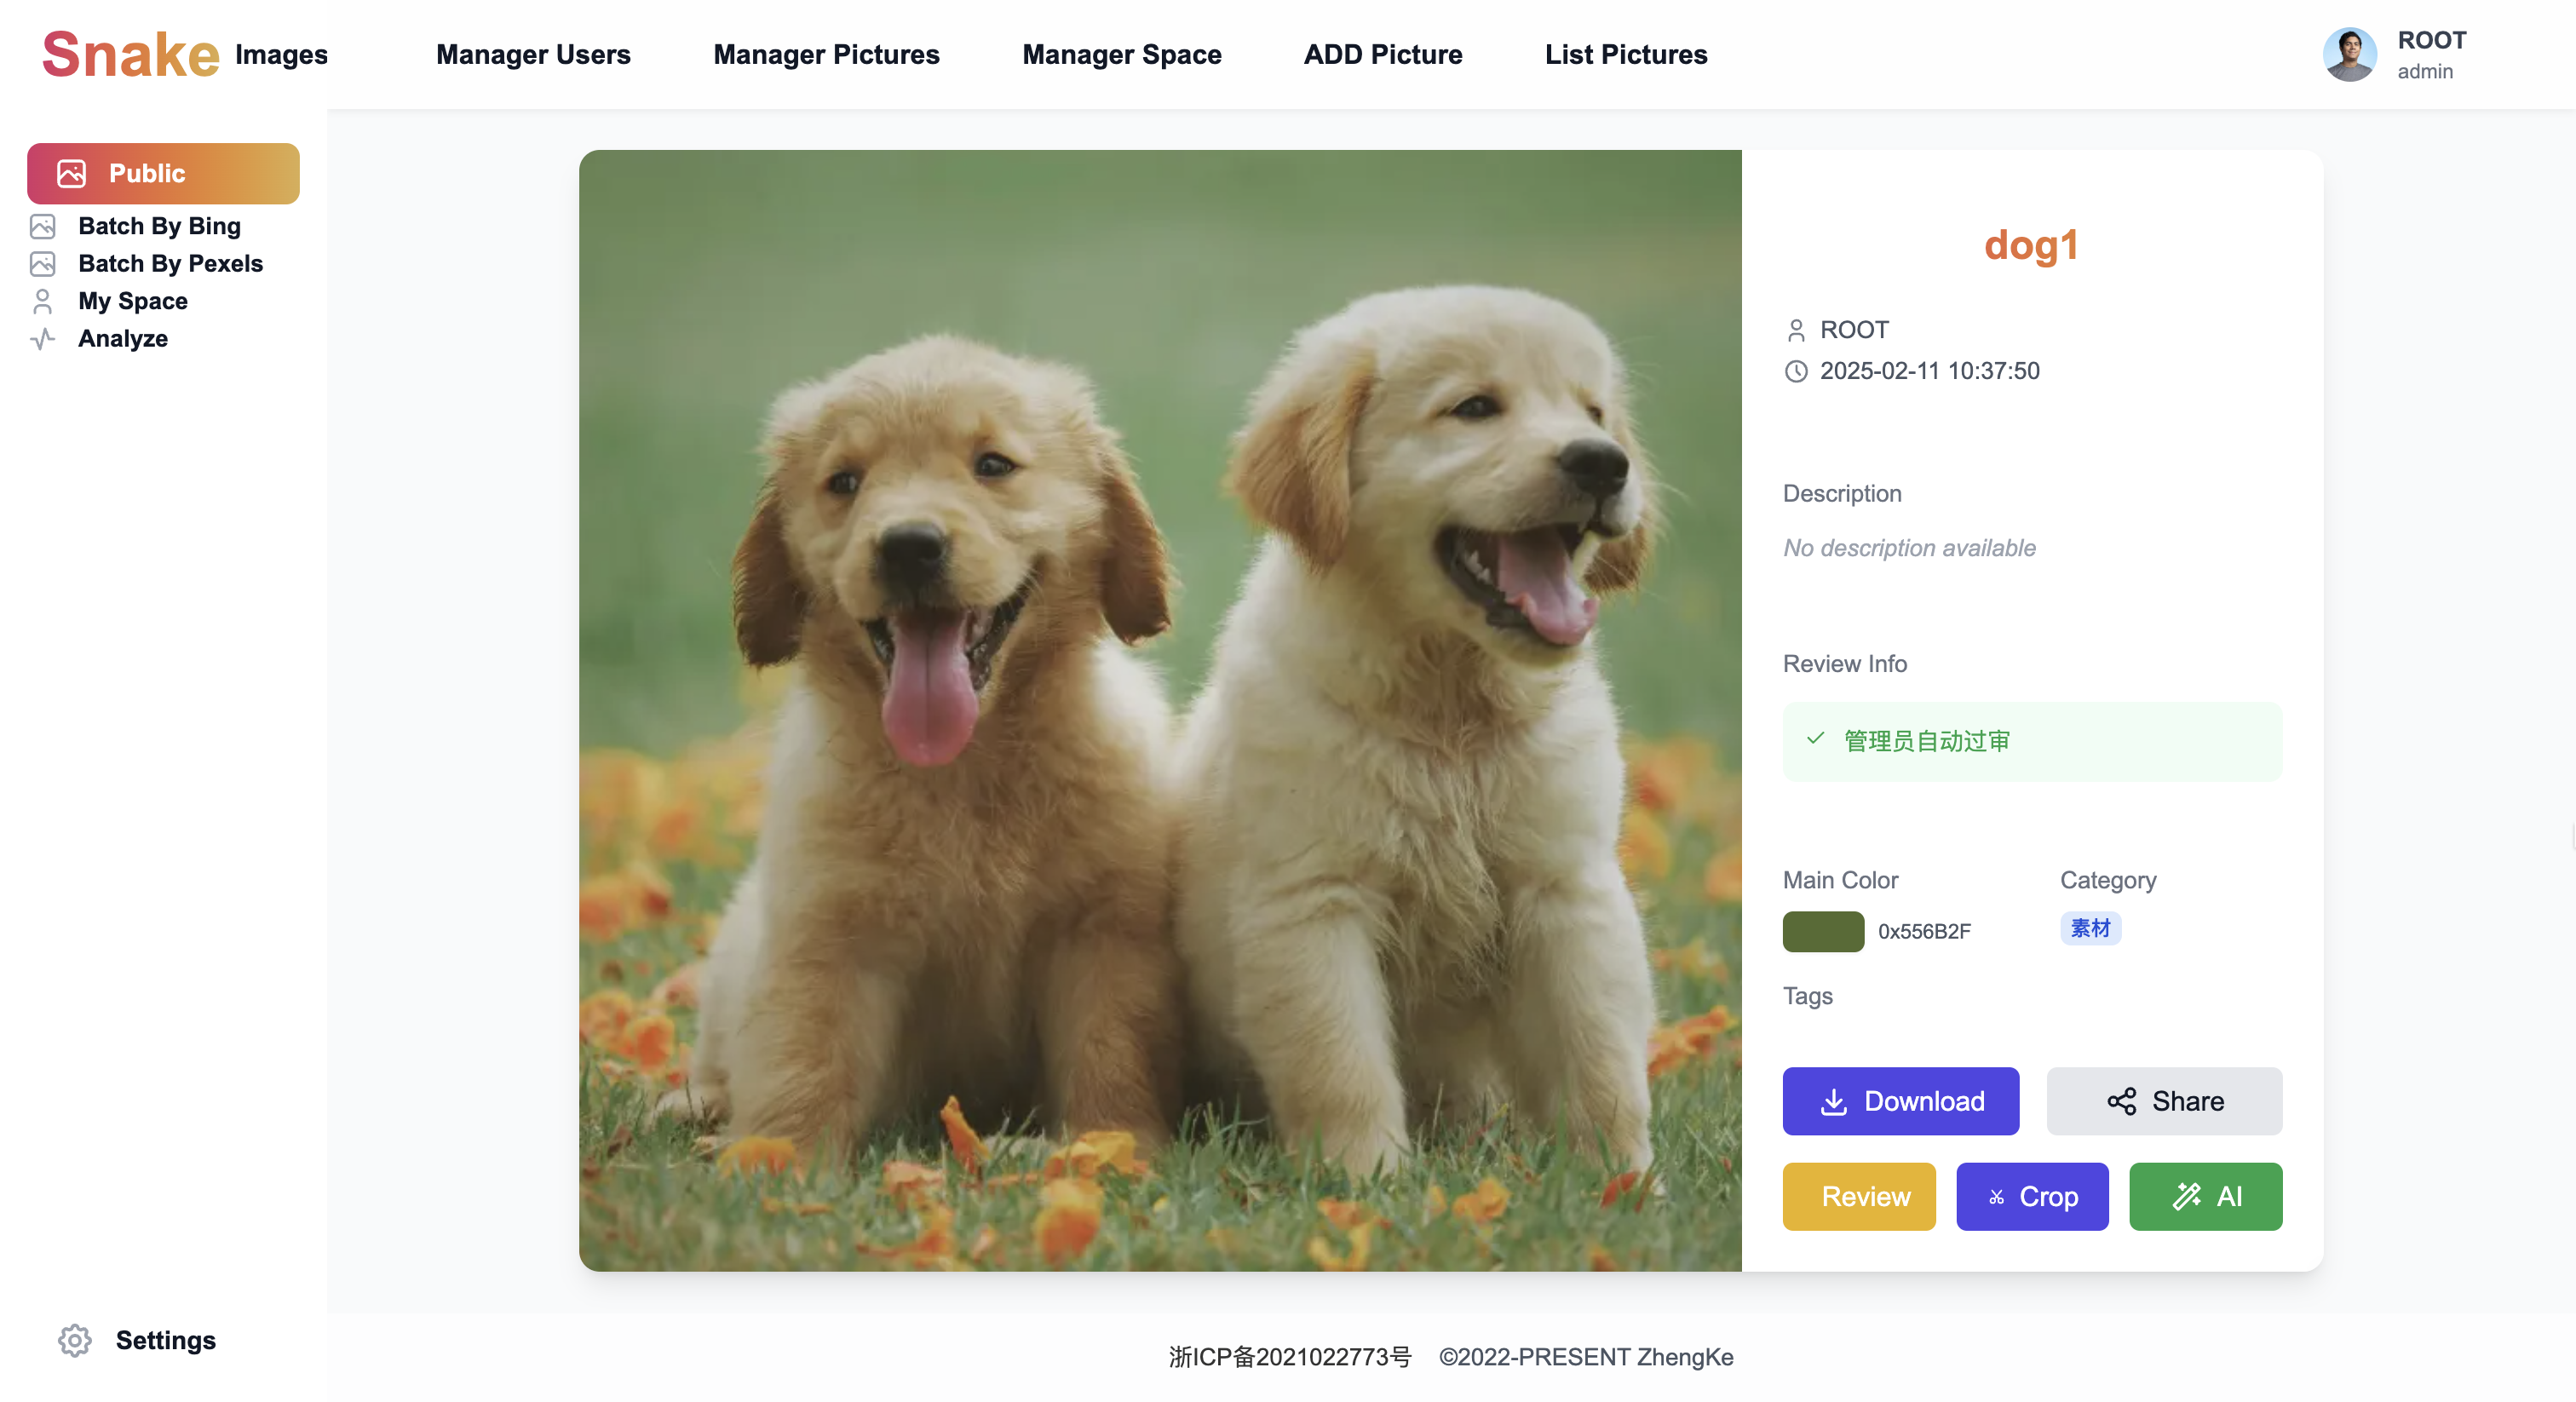 Snake Images
Manager Users
Manager Pictures
Manager Space
ADD Picture
List Pictures
ROOT
admin
Public
Batch By Bing
Batch By Pexels
My Space
Analyze
Settings
dog1
ROOT
2025-02-11 10:37:50
Description
No description available
Review Info
管理员自动过审
Main Color
Category
0x556B2F
素材
Tags
Download
Share
Review
Crop
AI
浙ICP备2021022773号 ©2022-PRESENT ZhengKe